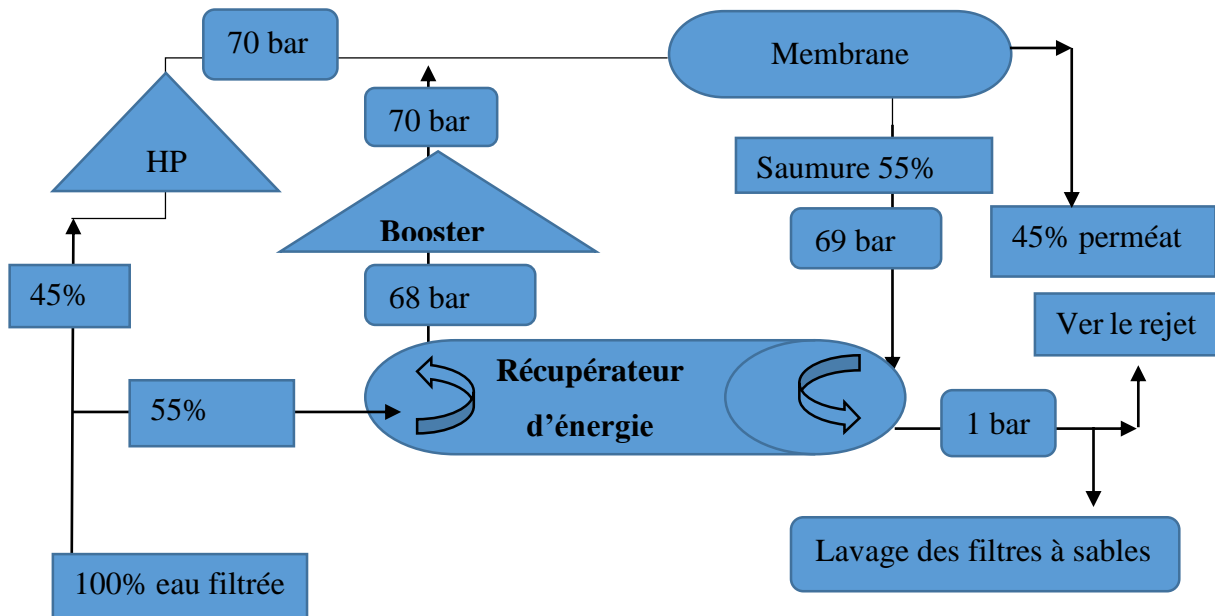 70 bar
Membrane
HP
70 bar
Saumure 55%
Booster
69 bar
45% perméat
45%
68 bar
Ver le rejet
Récupérateur
d’énergie
55%
1 bar
Lavage des filtres à sables
100% eau filtrée